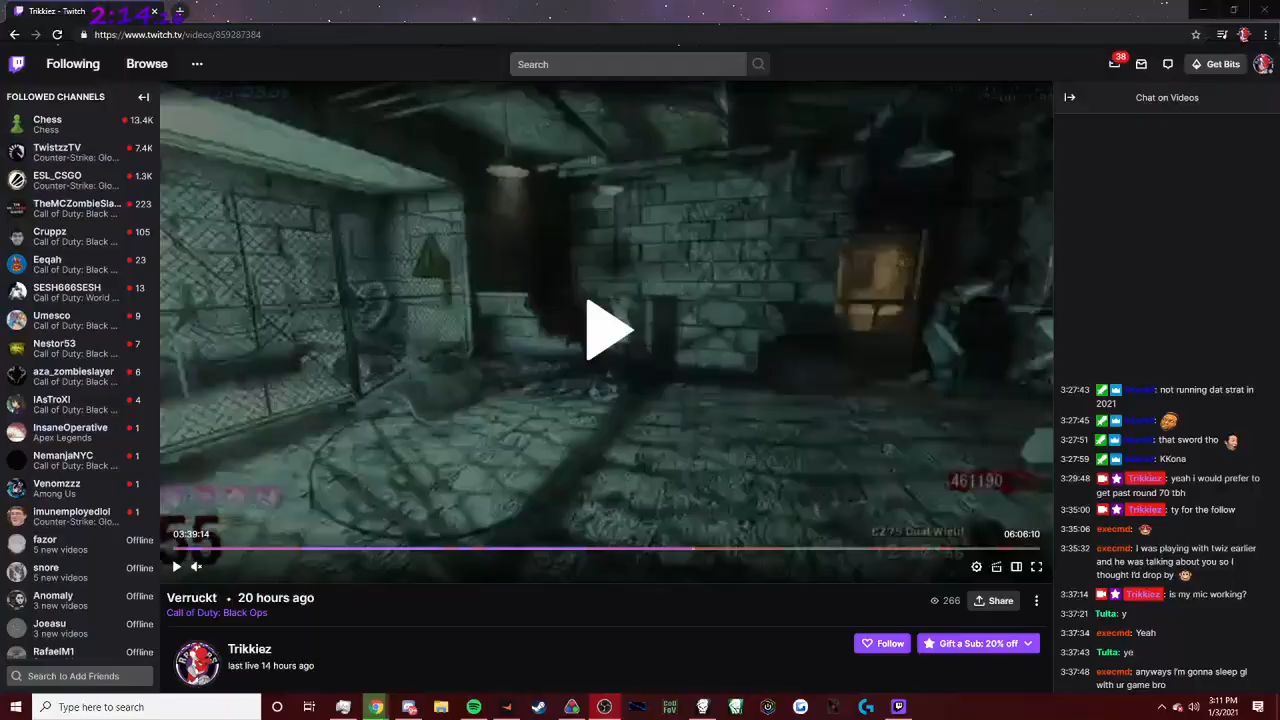 Trikkiez - Twitch
2:14.
https://www.twitch.tv/videos/859287384
Following
Browse
Search
38
Get Bits
FOLLOWED CHANNELS
Chess
13.4K
Chess
TwistzzTV
7.4K
Counter-Strike: Glo...
ESL_CSGO
1.3K
Counter-Strike: Glo...
TheMCZombieSla...
223
Call of Duty: Black ...
Cruppz
105
Call of Duty: Black ...
Eeqah
23
Call of Duty: Black ...
SESH666SESH
13
Call of Duty: World ...
Umesco
9
Call of Duty: Black ...
Nestor53
7
Call of Duty: Black ...
aza_zombieslayer
6
Call of Duty: Black ...
IAsTroXI
4
Call of Duty: Black ...
InsaneOperative
1
Apex Legends
NemanjaNYC
1
Call of Duty: Black ...
Venomzzz
1
Among Us
Imunemployedlol
1
Counter-Strike: Glo...
fazor
Offline
5 new videos
snore
Offline
5 new videos
Anomaly
Offline
3 new videos
Joeasu
Offline
3 new videos
RafaelM1
Offline
Search to Add Friends
461190
CZ75 Dual Wield
03:39:14
06:06:10
Verruckt • 20 hours ago
Call of Duty: Black Ops
266
Share
Trikkiez
last live 14 hours ago
Follow
Gift a Sub: 20% off
Chat on Videos
3:27:43 : not running dat strat in
2021
3:27:45 :
3:27:51 : that sword tho
3:27:59 : KKona
3:29:48 Trikkiez : yeah i would prefer to
get past round 70 tbh
3:35:00 Trikkiez : ty for the follow
3:35:06 execmd:
3:35:32 execmd: I was playing with twiz earlier
and he was talking about you so I
thought I'd drop by
3:37:14 Trikkiez : is my mic working?
3:37:21 Tulta: y
3:37:34 execmd: Yeah
3:37:43 Tulta: ye
3:37:48 execmd: anyways I'm gonna sleep gl
with ur game bro
Type here to search
COD
FOV
3:11 PM
1/3/2021